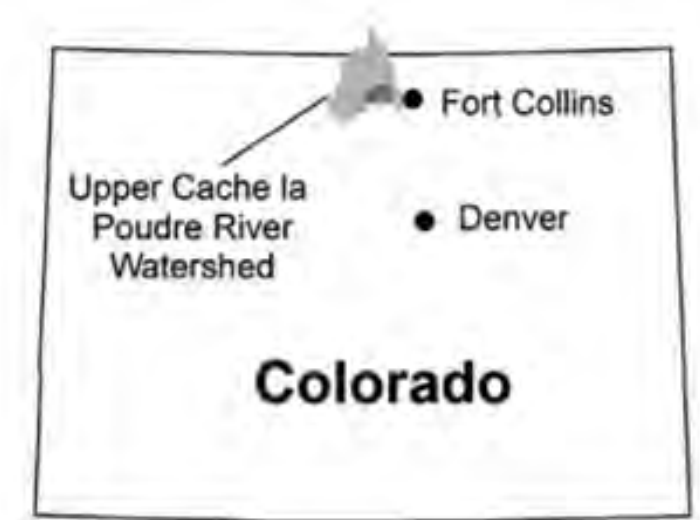 Fort Collins
Upper Cache la
Poudre River
Watershed
Denver
Colorado